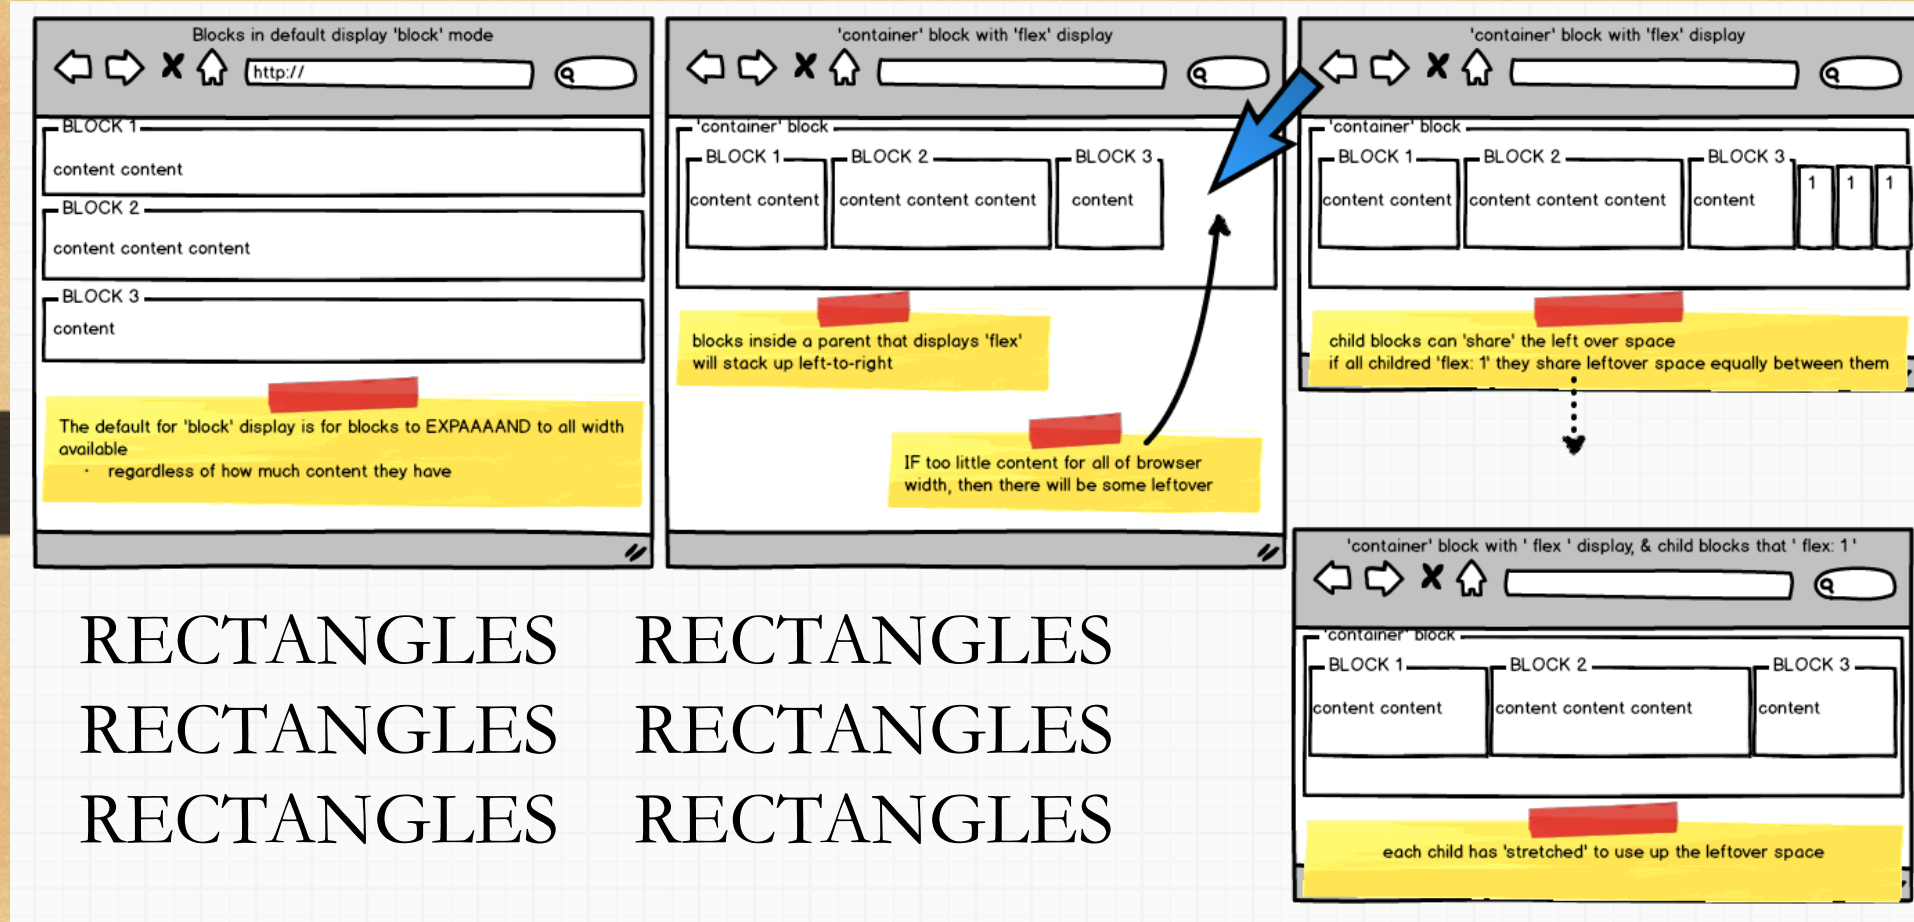 Blocks in default display 'block' mode
http://
BLOCK 1
content content
BLOCK 2
content content content
BLOCK 3
content
The default for 'block' display is for blocks to EXPAAAAND to all width
available
· regardless of how much content they have
'container' block with 'flex' display
'container' block
BLOCK 1 BLOCK 2 BLOCK 3
content content content content content content
blocks inside a parent that displays 'flex'
will stack up left-to-right
IF too little content for all of browser
width, then there will be some leftover
'container' block with 'flex' display
'container' block
BLOCK 1 BLOCK 2 BLOCK 3
1 1 1
content content content content content content
child blocks can 'share' the left over space
if all childred 'flex: 1' they share leftover space equally between them
'container' block with ' flex ' display, & child blocks that ' flex: 1 '
'container' block
BLOCK 1 BLOCK 2 BLOCK 3
content content content content content content
each child has 'stretched' to use up the leftover space
RECTANGLES RECTANGLES
RECTANGLES RECTANGLES
RECTANGLES RECTANGLES